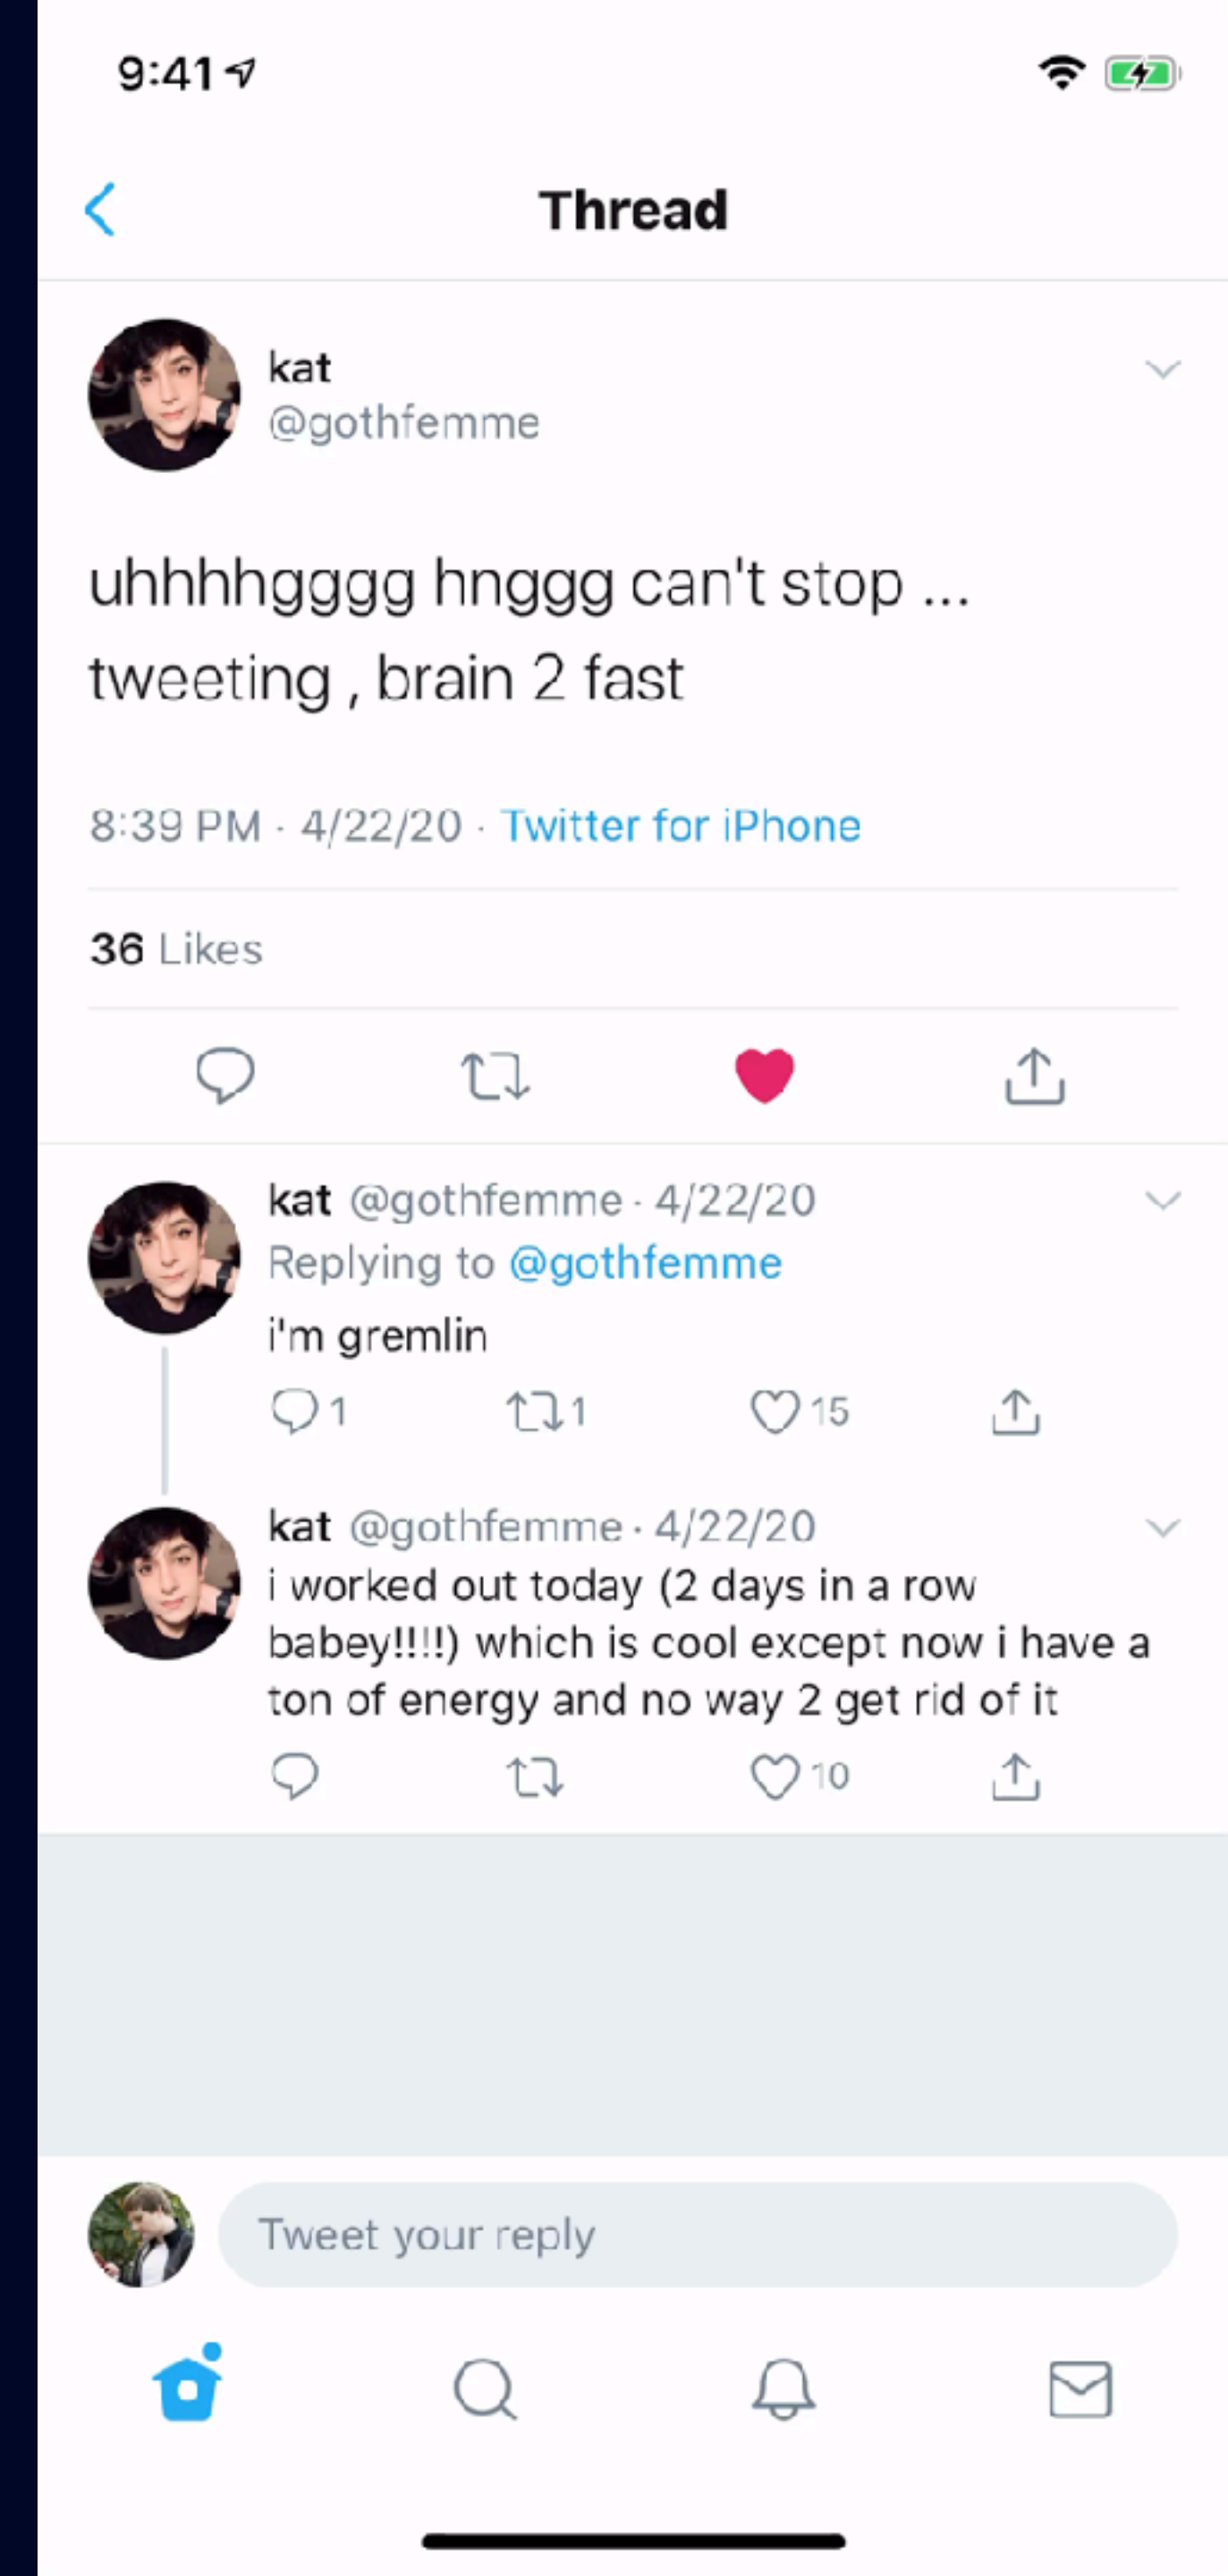 9:41
Thread
kat
@gothfemme
uhhhhgggg hnggg can't stop ...
tweeting , brain 2 fast
8:39 PM · 4/22/20 · Twitter for iPhone
36 Likes
kat @gothfemme · 4/22/20
Replying to @gothfemme
i'm gremlin
1 1 15
kat @gothfemme · 4/22/20
i worked out today (2 days in a row
babey!!!!) which is cool except now i have a
ton of energy and no way 2 get rid of it
10
Tweet your reply